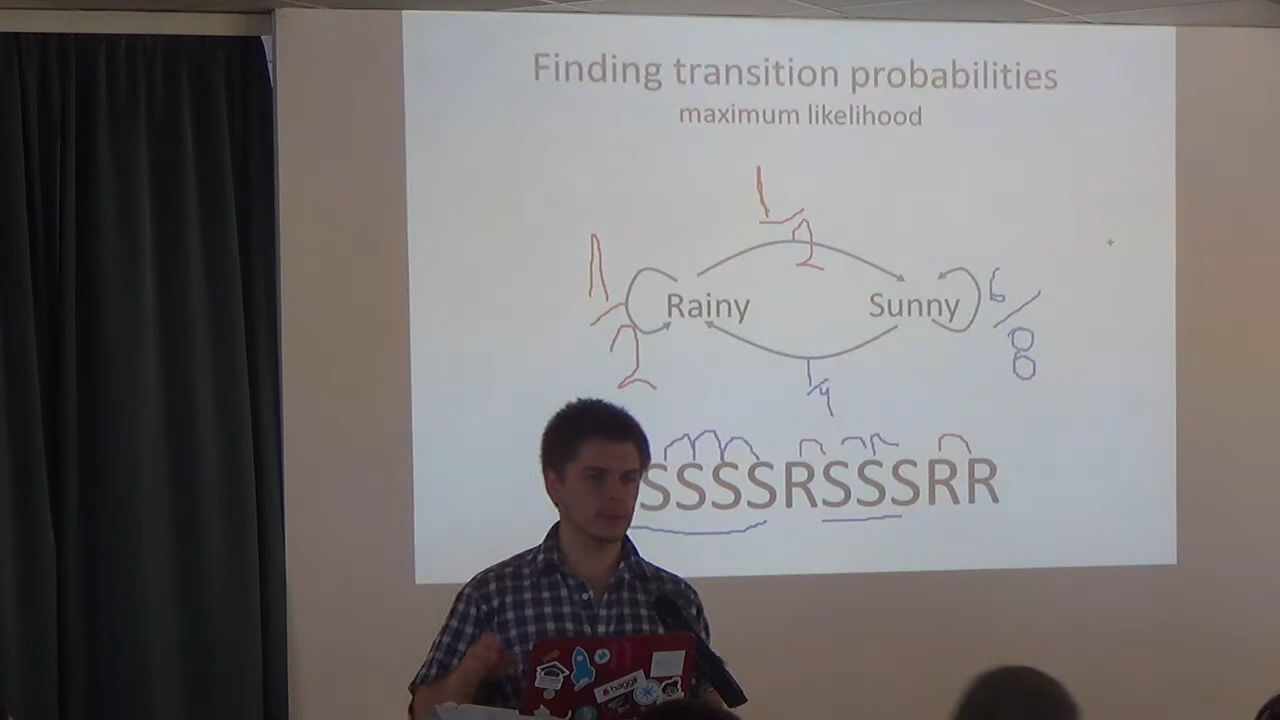 Finding transition probabilities
maximum likelihood
1/2
1/2
Rainy
Sunny
6/8
1/4
SSSSRSSSRR